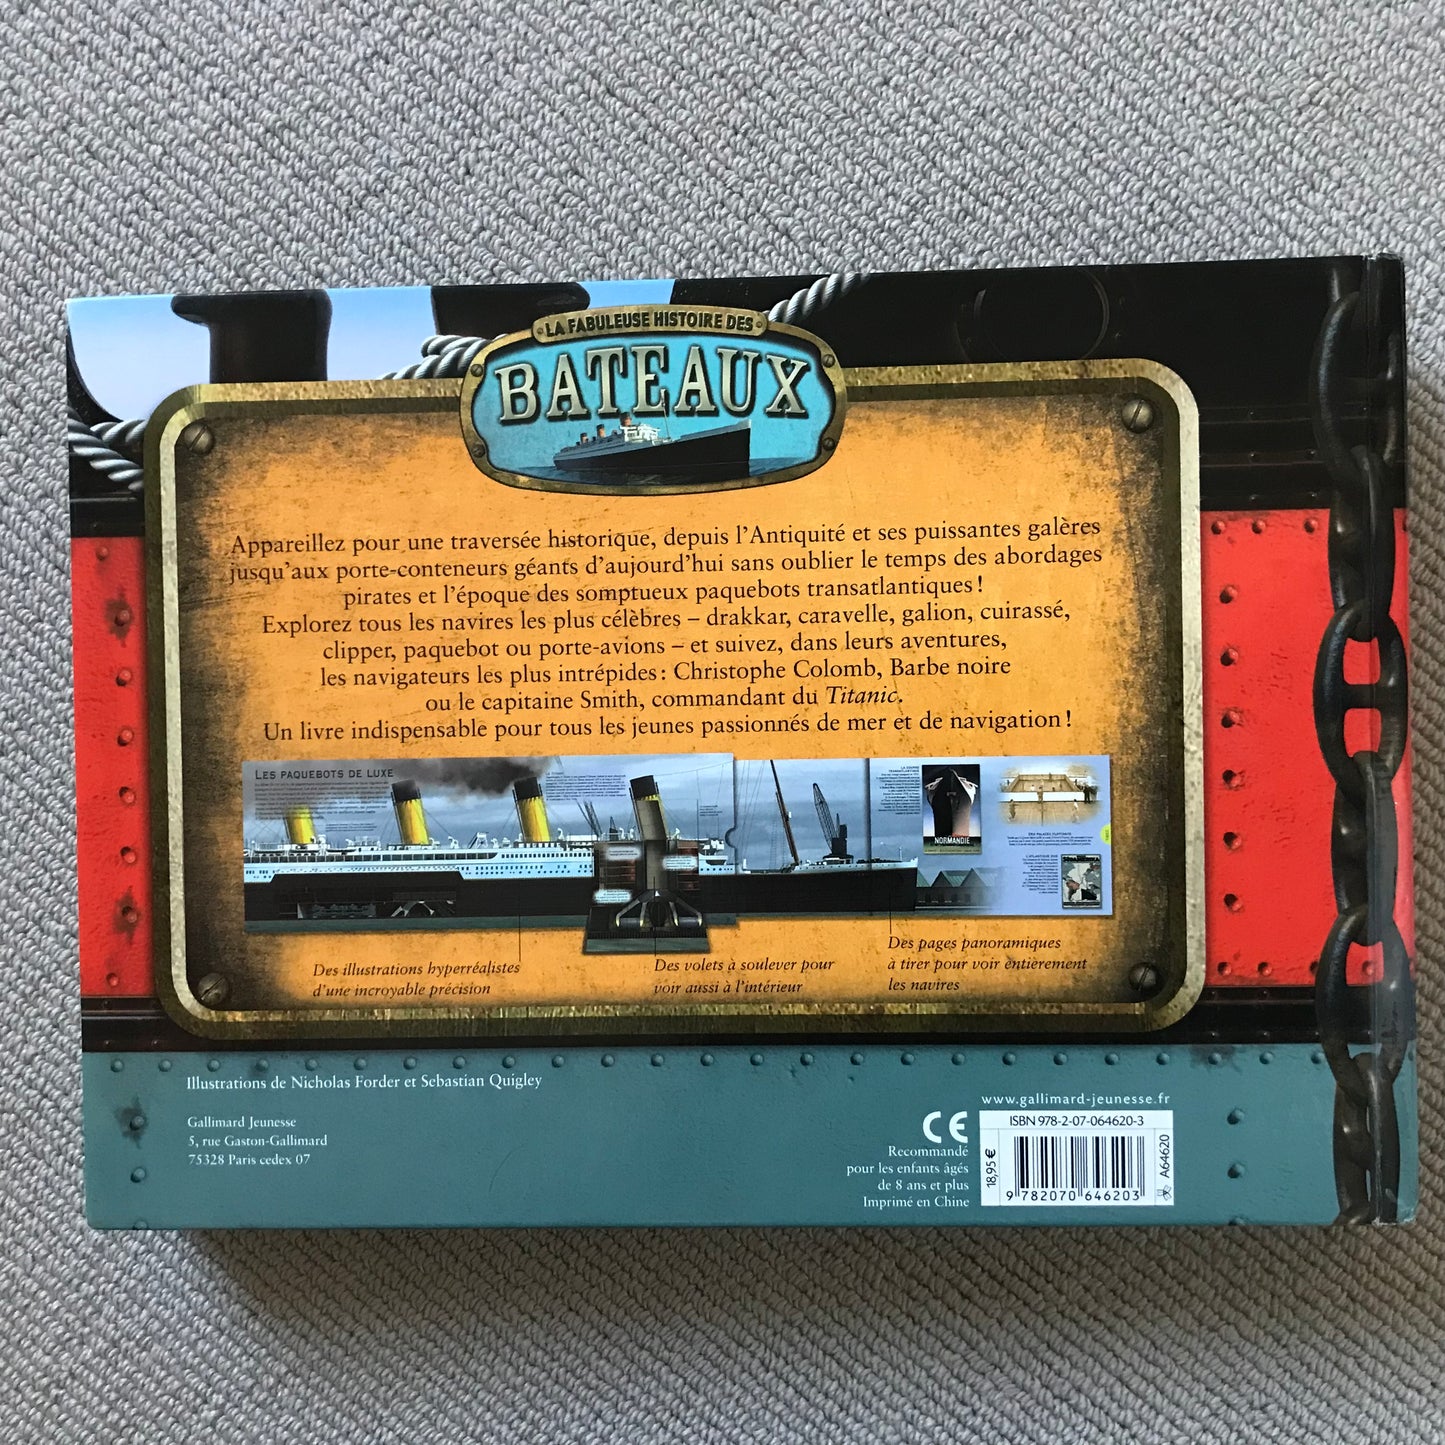 LA FABULEUSE HISTOIRE DES
BATEAUX
Appareillez pour une traversée historique, depuis l'Antiquité et ses puissantes galères
jusqu'aux porte-conteneurs géants d'aujourd'hui sans oublier le temps des abordages
pirates et l'époque des somptueux paquebots transatlantiques !
Explorez tous les navires les plus célèbres – drakkar, caravelle, galion, cuirassé,
clipper, paquebot ou porte-avions – et suivez, dans leurs aventures,
les navigateurs les plus intrépides : Christophe Colomb, Barbe noire
ou le capitaine Smith, commandant du Titanic.
Un livre indispensable pour tous les jeunes passionnés de mer et de navigation !
LES PAQUEBOTS DE LUXE
NORMANDIE
Des illustrations hyperréalistes
d'une incroyable précision
Des volets à soulever pour
voir aussi à l'intérieur
Des pages panoramiques
à tirer pour voir entièrement
les navires
Illustrations de Nicholas Forder et Sebastian Quigley
Gallimard Jeunesse
5, rue Gaston-Gallimard
75328 Paris cedex 07
CE
Recommandé
pour les enfants âgés
de 8 ans et plus
Imprimé en Chine
www.gallimard-jeunesse.fr
ISBN 978-2-07-064620-3
18,95 €
9 782070 646203
A64620